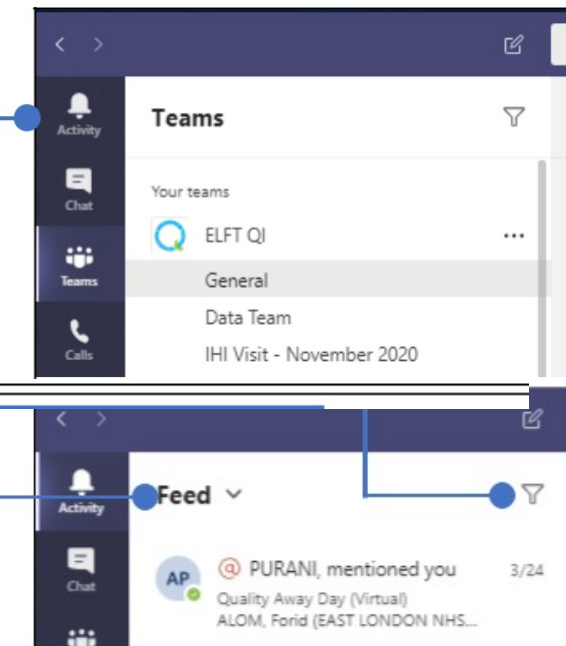 Activity
Teams
Chat
Your teams
ELFT QI
Teams
General
Data Team
Calls
IHI Visit - November 2020
Activity
Feed
AP
@ PURANI, mentioned you 3/24
Chat
Quality Away Day (Virtual)
ALOM, Forid (EAST LONDON NHS...